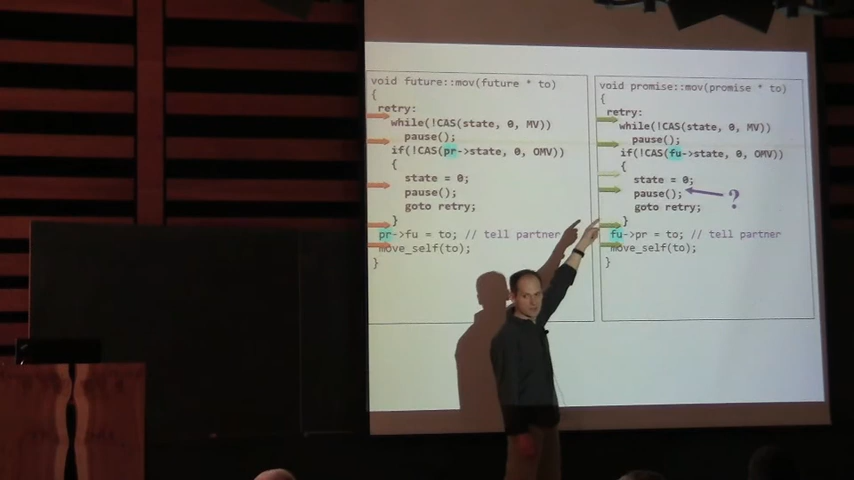 void future::mov(future * to)
{
retry:
while(!CAS(state, 0, MV))
pause();
if(!CAS(pr->state, 0, OMV))
{
state = 0;
pause();
goto retry;
}
pr->fu = to; // tell partner
move_self(to);
}
void promise::mov(promise * to)
{
retry:
while(!CAS(state, 0, MV))
pause();
if(!CAS(fu->state, 0, OMV))
{
state = 0;
pause(); ?
goto retry;
}
fu->pr = to; // tell partner
move_self(to);
}